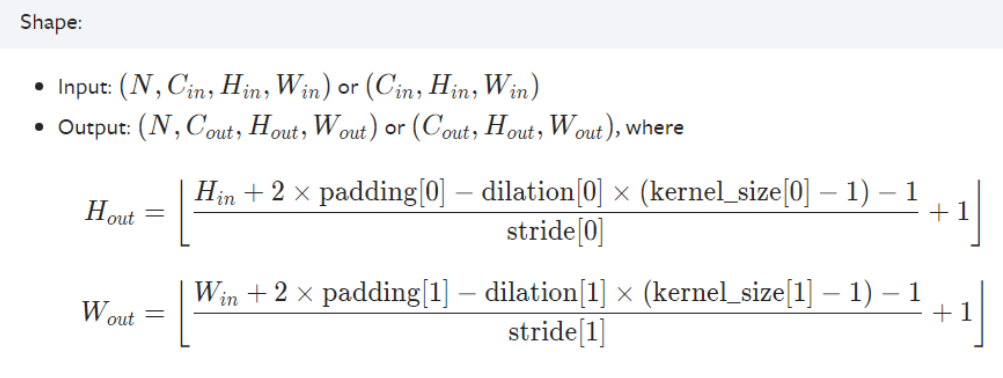 Shape:
• Input: (N, C_in, H_in, W_in) or (C_in, H_in, W_in)
• Output: (N, C_out, H_out, W_out) or (C_out, H_out, W_out), where
H_out = ⌊(H_in + 2 × padding[0] − dilation[0] × (kernel_size[0] − 1) − 1) / stride[0] + 1⌋
W_out = ⌊(W_in + 2 × padding[1] − dilation[1] × (kernel_size[1] − 1) − 1) / stride[1] + 1⌋